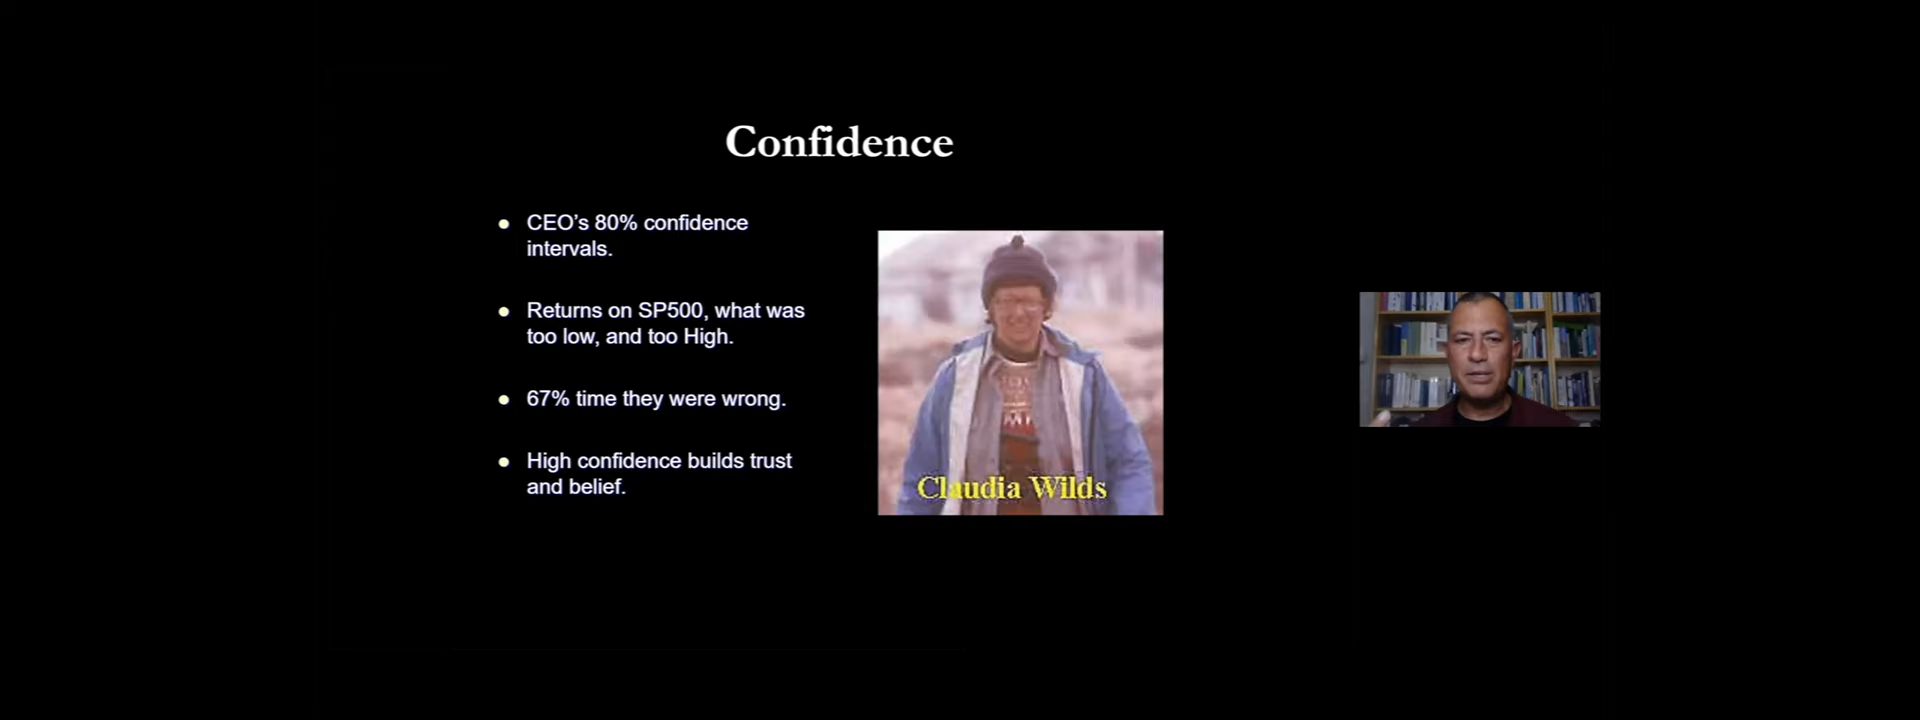 Confidence
CEO’s 80% confidence
intervals.
Returns on SP500, what was
too low, and too High.
67% time they were wrong.
High confidence builds trust
and belief.
Claudia Wilds